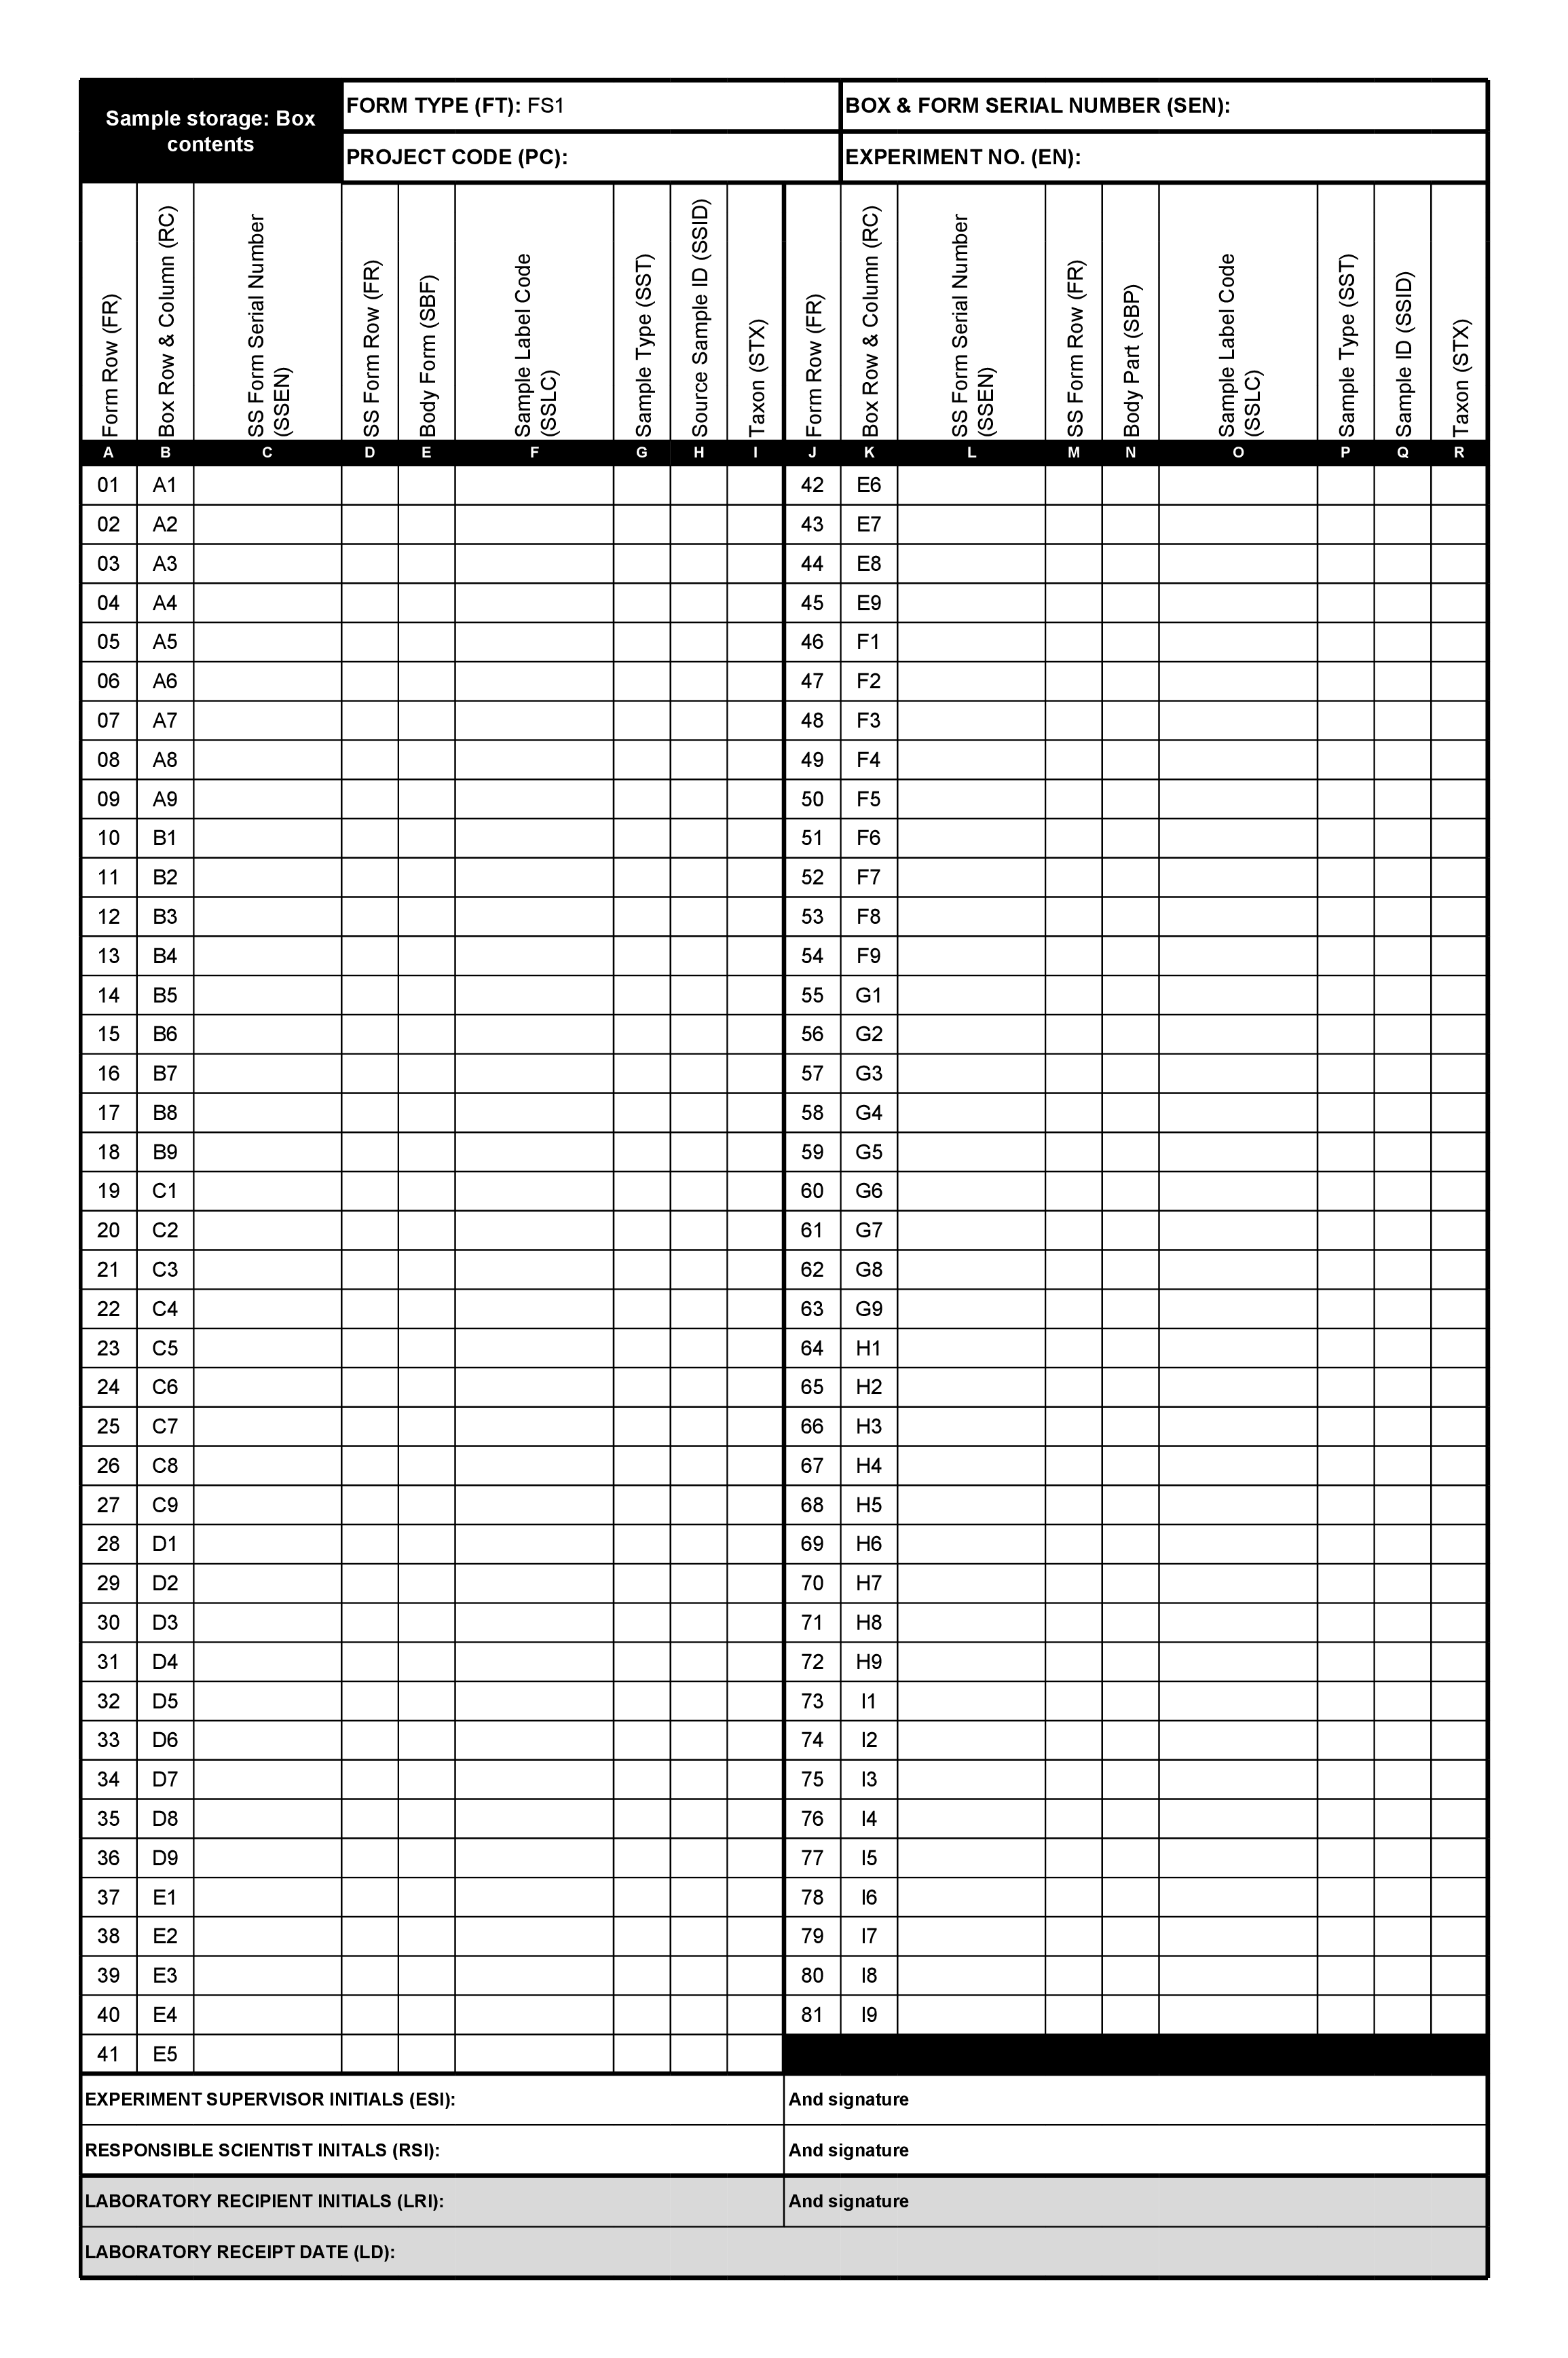 Sample storage: Box
contents
FORM TYPE (FT): FS1
BOX & FORM SERIAL NUMBER (SEN):
PROJECT CODE (PC):
EXPERIMENT NO. (EN):
Form Row (FR)
Box Row & Column (RC)
SS Form Serial Number
(SSEN)
SS Form Row (FR)
Body Form (SBF)
Sample Label Code
(SSLC)
Sample Type (SST)
Source Sample ID (SSID)
Taxon (STX)
Form Row (FR)
Box Row & Column (RC)
SS Form Serial Number
(SSEN)
SS Form Row (FR)
Body Part (SBP)
Sample Label Code
(SSLC)
Sample Type (SST)
Sample ID (SSID)
Taxon (STX)
A B C D E F G H I J K L M N O P Q R
01 A1 42 E6
02 A2 43 E7
03 A3 44 E8
04 A4 45 E9
05 A5 46 F1
06 A6 47 F2
07 A7 48 F3
08 A8 49 F4
09 A9 50 F5
10 B1 51 F6
11 B2 52 F7
12 B3 53 F8
13 B4 54 F9
14 B5 55 G1
15 B6 56 G2
16 B7 57 G3
17 B8 58 G4
18 B9 59 G5
19 C1 60 G6
20 C2 61 G7
21 C3 62 G8
22 C4 63 G9
23 C5 64 H1
24 C6 65 H2
25 C7 66 H3
26 C8 67 H4
27 C9 68 H5
28 D1 69 H6
29 D2 70 H7
30 D3 71 H8
31 D4 72 H9
32 D5 73 I1
33 D6 74 I2
34 D7 75 I3
35 D8 76 I4
36 D9 77 I5
37 E1 78 I6
38 E2 79 I7
39 E3 80 I8
40 E4 81 I9
41 E5
EXPERIMENT SUPERVISOR INITIALS (ESI): And signature
RESPONSIBLE SCIENTIST INITALS (RSI): And signature
LABORATORY RECIPIENT INITIALS (LRI): And signature
LABORATORY RECEIPT DATE (LD):